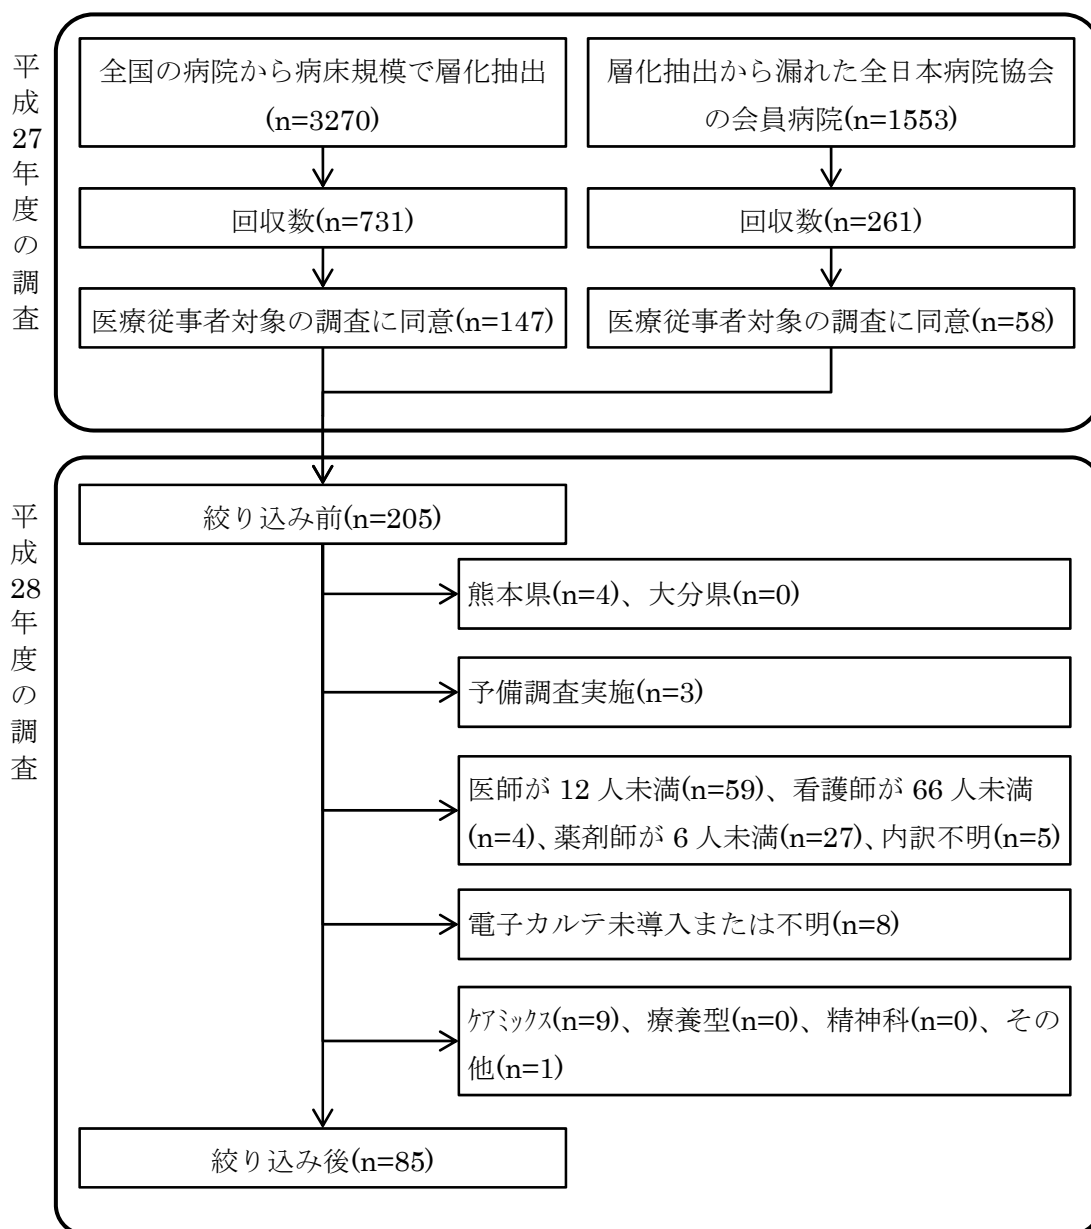 平成27年度の調査
全国の病院から病床規模で層化抽出
(n=3270)
層化抽出から漏れた全日本病院協会
の会員病院(n=1553)
回収数(n=731)
回収数(n=261)
医療従事者対象の調査に同意(n=147)
医療従事者対象の調査に同意(n=58)
平成28年度の調査
絞り込み前(n=205)
熊本県(n=4)、大分県(n=0)
予備調査実施(n=3)
医師が 12 人未満(n=59)、看護師が 66 人未満
(n=4)、薬剤師が 6 人未満(n=27)、内訳不明(n=5)
電子カルテ未導入または不明(n=8)
ｹｱﾐｯｸｽ(n=9)、療養型(n=0)、精神科(n=0)、その
他(n=1)
絞り込み後(n=85)